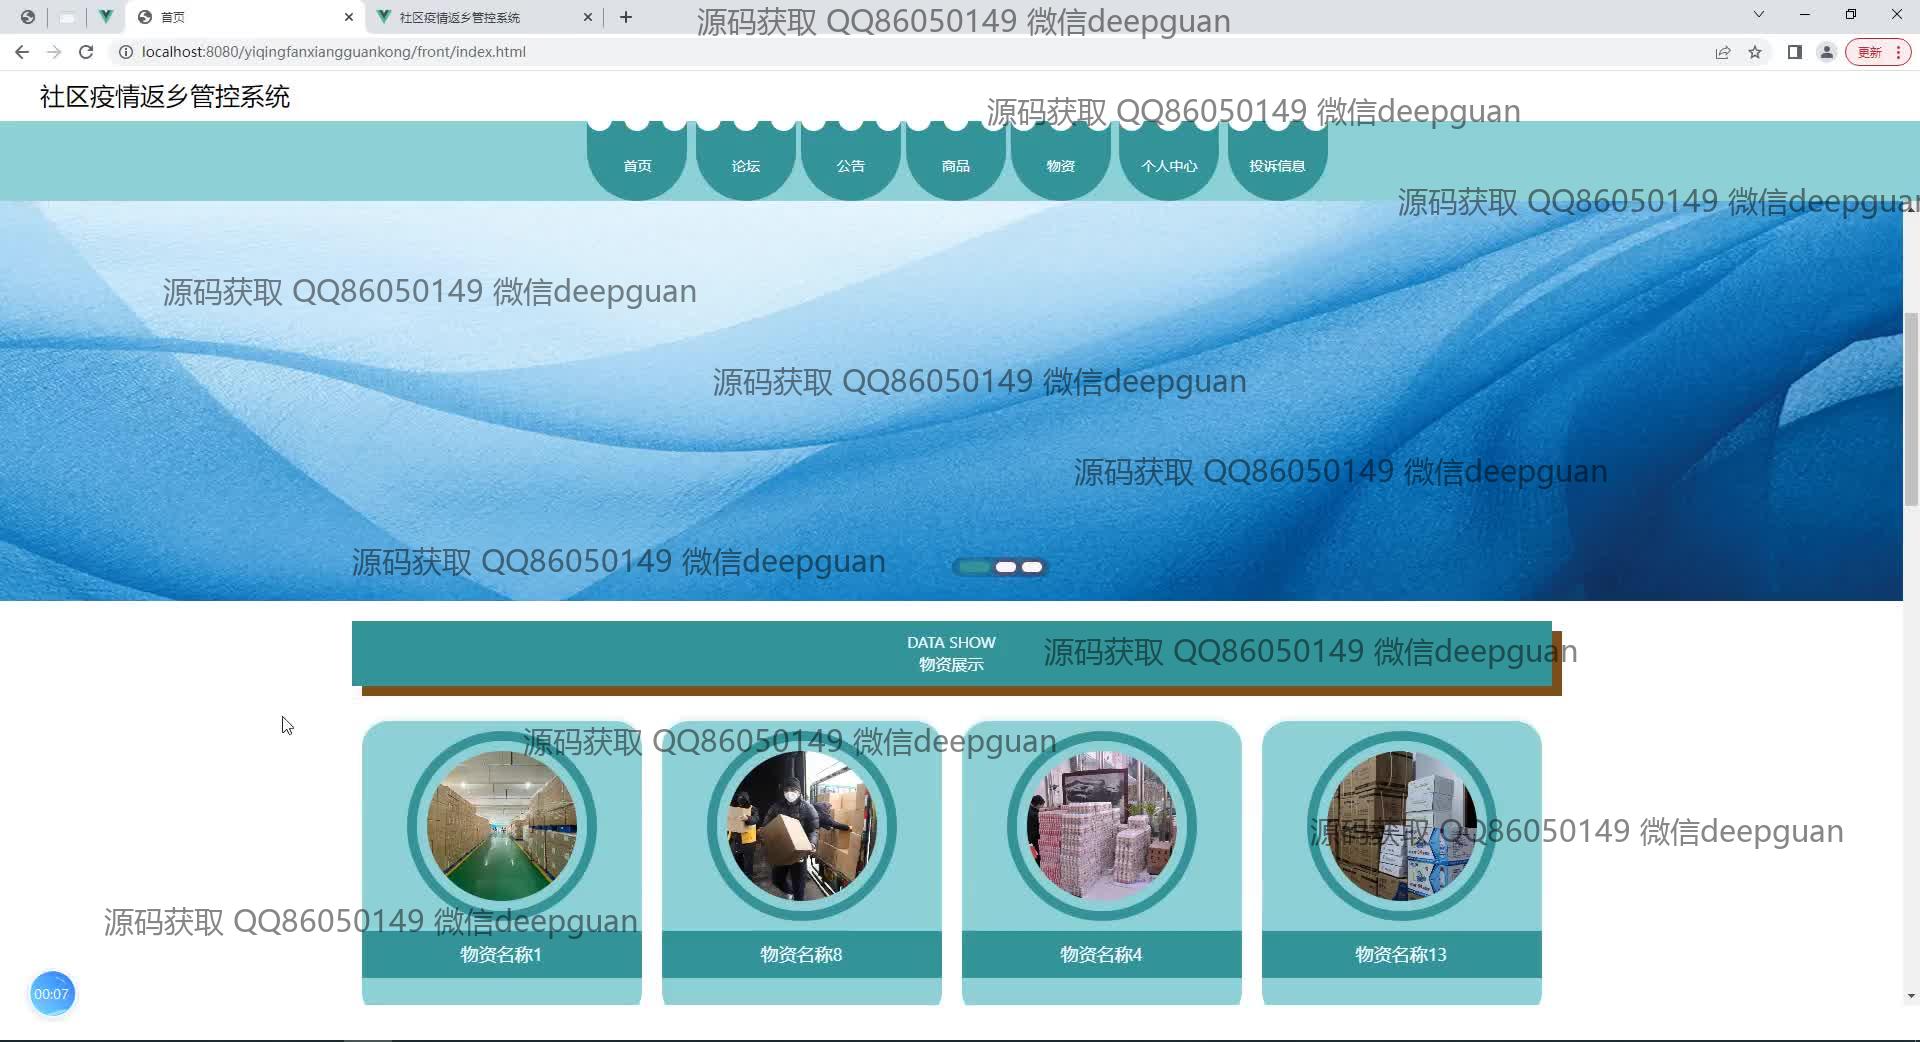 首页
社区疫情返乡管控系统
源码获取 QQ86050149 微信deepguan
localhost:8080/yiqingfanxiangguankong/front/index.html
更新
社区疫情返乡管控系统
源码获取 QQ86050149 微信deepguan
首页
论坛
公告
商品
物资
个人中心
投诉信息
源码获取 QQ86050149 微信deepguan
源码获取 QQ86050149 微信deepguan
源码获取 QQ86050149 微信deepguan
源码获取 QQ86050149 微信deepguan
源码获取 QQ86050149 微信deepguan
DATA SHOW
物资展示
源码获取 QQ86050149 微信deepguan
源码获取 QQ86050149 微信deepguan
源码获取 QQ86050149 微信deepguan
源码获取 QQ86050149 微信deepguan
物资名称1
物资名称8
物资名称4
物资名称13
00:07